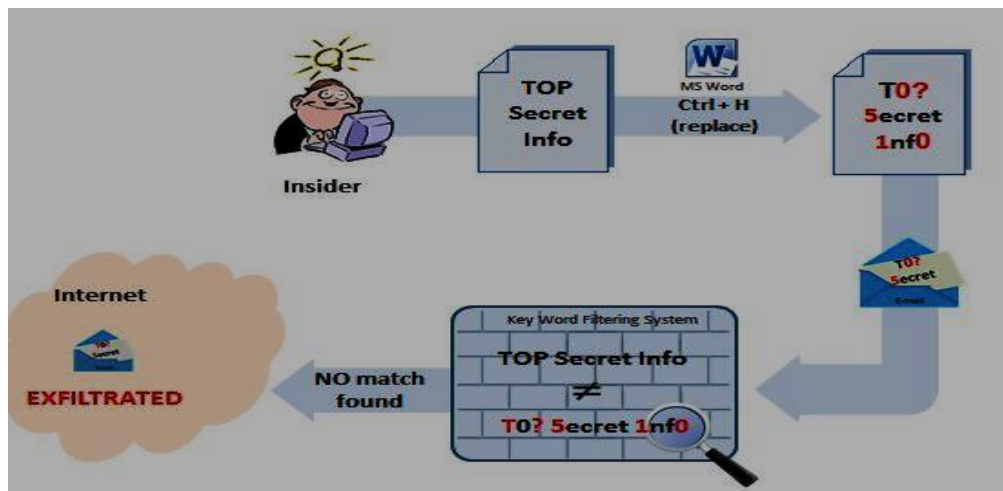 TOP
Secret
Info
W
MS Word
Ctrl + H
(replace)
T0?
5ecret
1nf0
Insider
T0?
5ecret
E-mail
Internet
EXFILTRATED
NO match
found
Key Word Filtering System
TOP Secret Info
≠
T0? 5ecret 1nf0